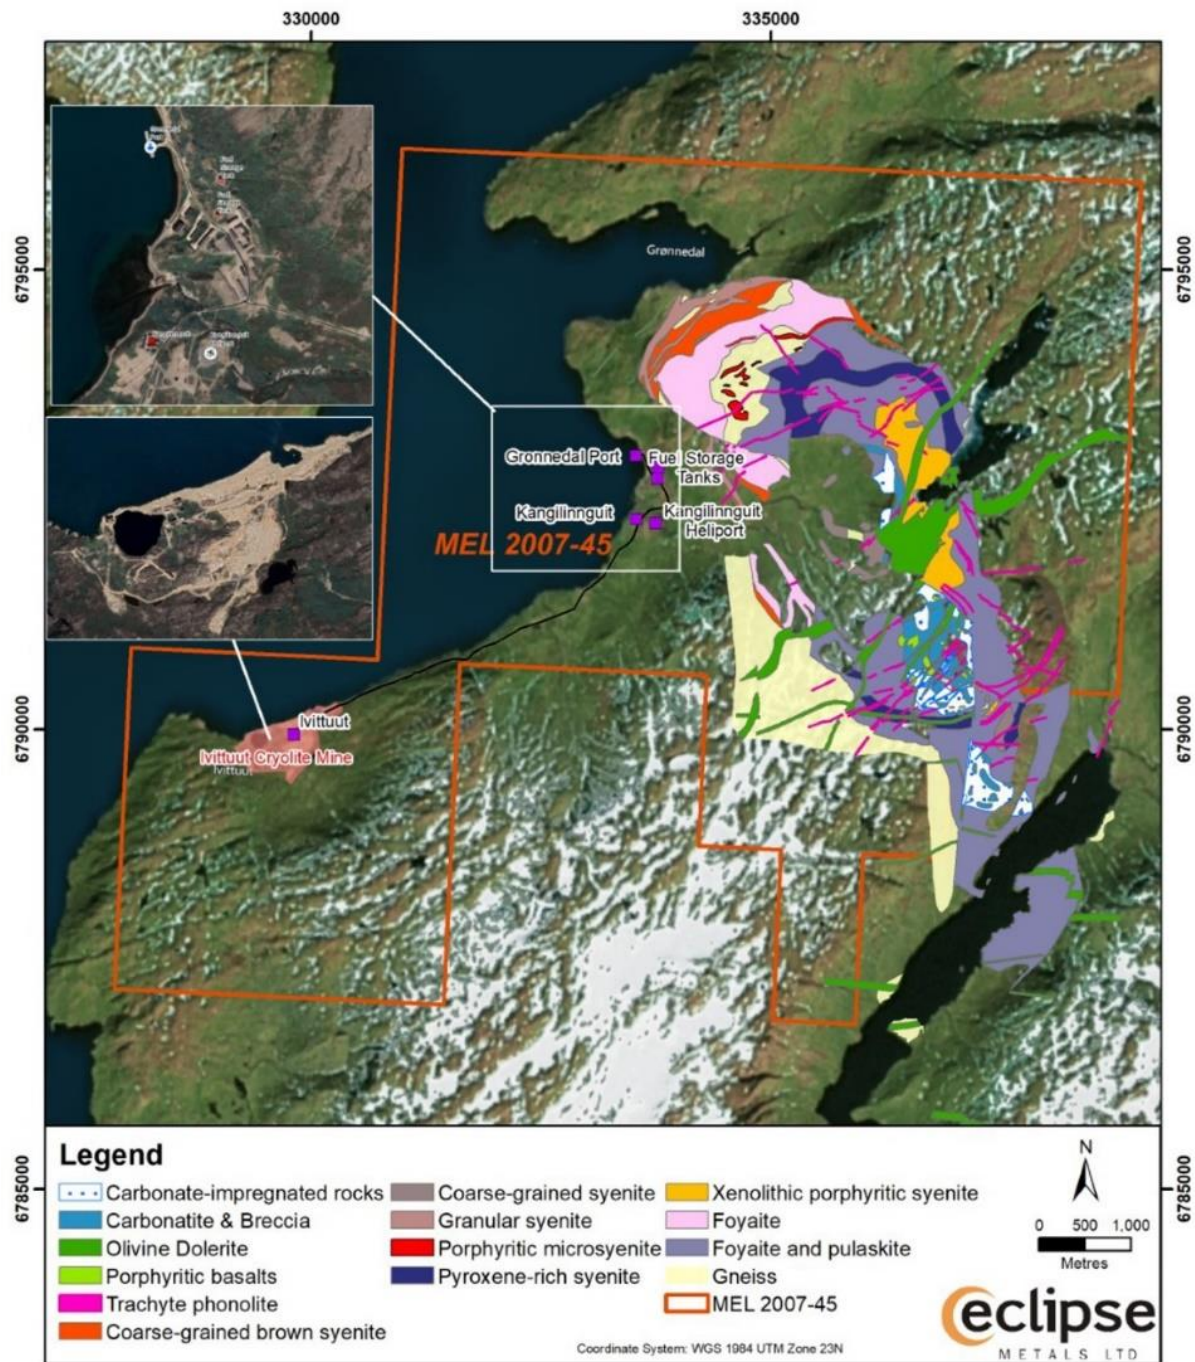 330000
335000
6795000
6795000
Grønnedal
Gronnedal Port
Fuel Storage
Tanks
Kangilinnguit
Kangilinnguit
Heliport
MEL 2007-45
6790000
6790000
Ivittuut
Ivittuut Cryolite Mine
Ivittuut
6785000
6785000
Legend
Carbonate-impregnated rocks
Carbonatite & Breccia
Olivine Dolerite
Porphyritic basalts
Trachyte phonolite
Coarse-grained brown syenite
Coarse-grained syenite
Granular syenite
Porphyritic microsyenite
Pyroxene-rich syenite
Xenolithic porphyritic syenite
Foyaite
Foyaite and pulaskite
Gneiss
MEL 2007-45
N
0 500 1,000
Metres
eclipse
METALS LTD
Coordinate System: WGS 1984 UTM Zone 23N